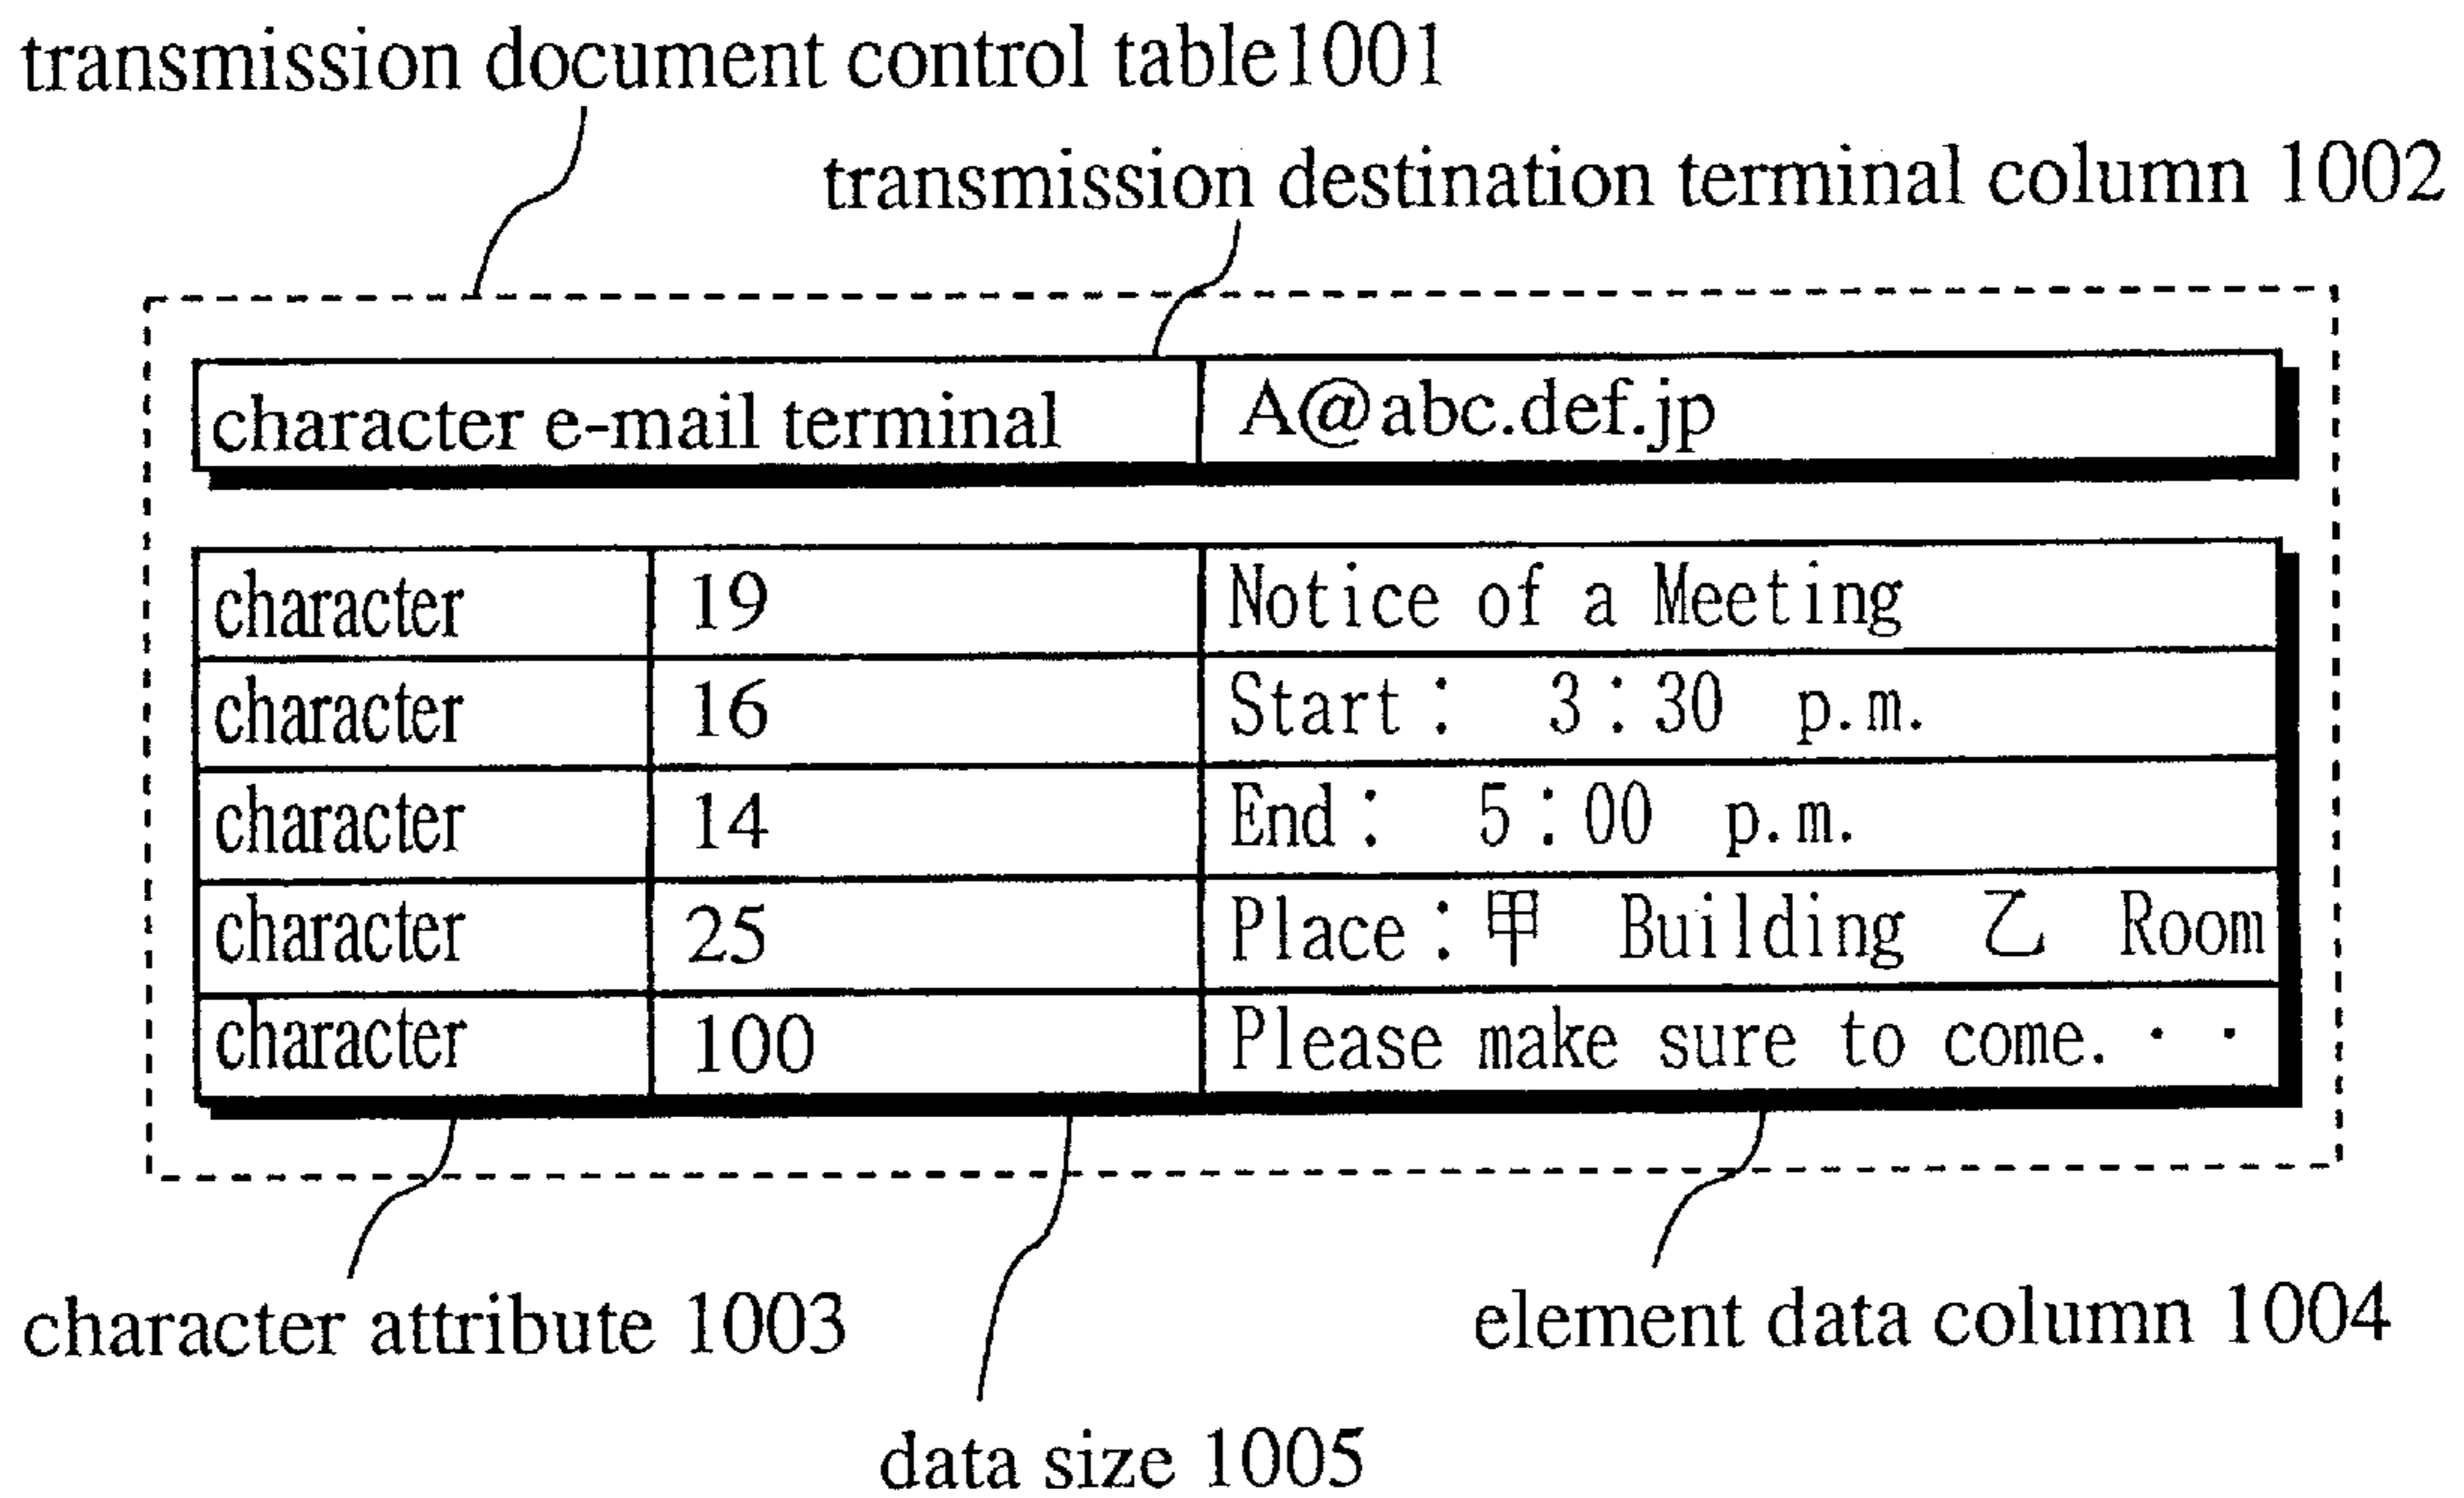 transmission document control table1001
transmission destination terminal column 1002
character e-mail terminal A@abc.def.jp
character 19 Notice of a Meeting
character 16 Start: 3:30 p.m.
character 14 End: 5:00 p.m.
character 25 Place:甲 Building 乙 Room
character 100 Please make sure to come.・・
character attribute 1003
element data column 1004
data size 1005